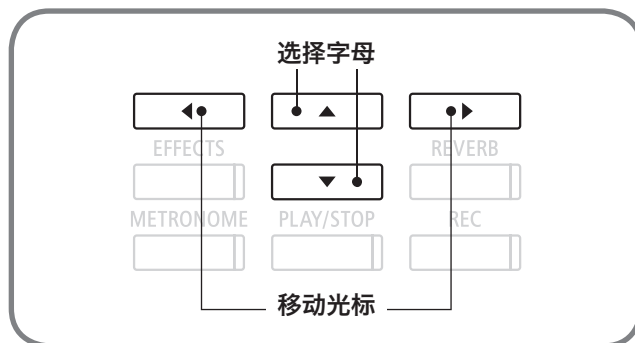 选择字母
EFFECTS
REVERB
METRONOME PLAY/STOP REC
移动光标